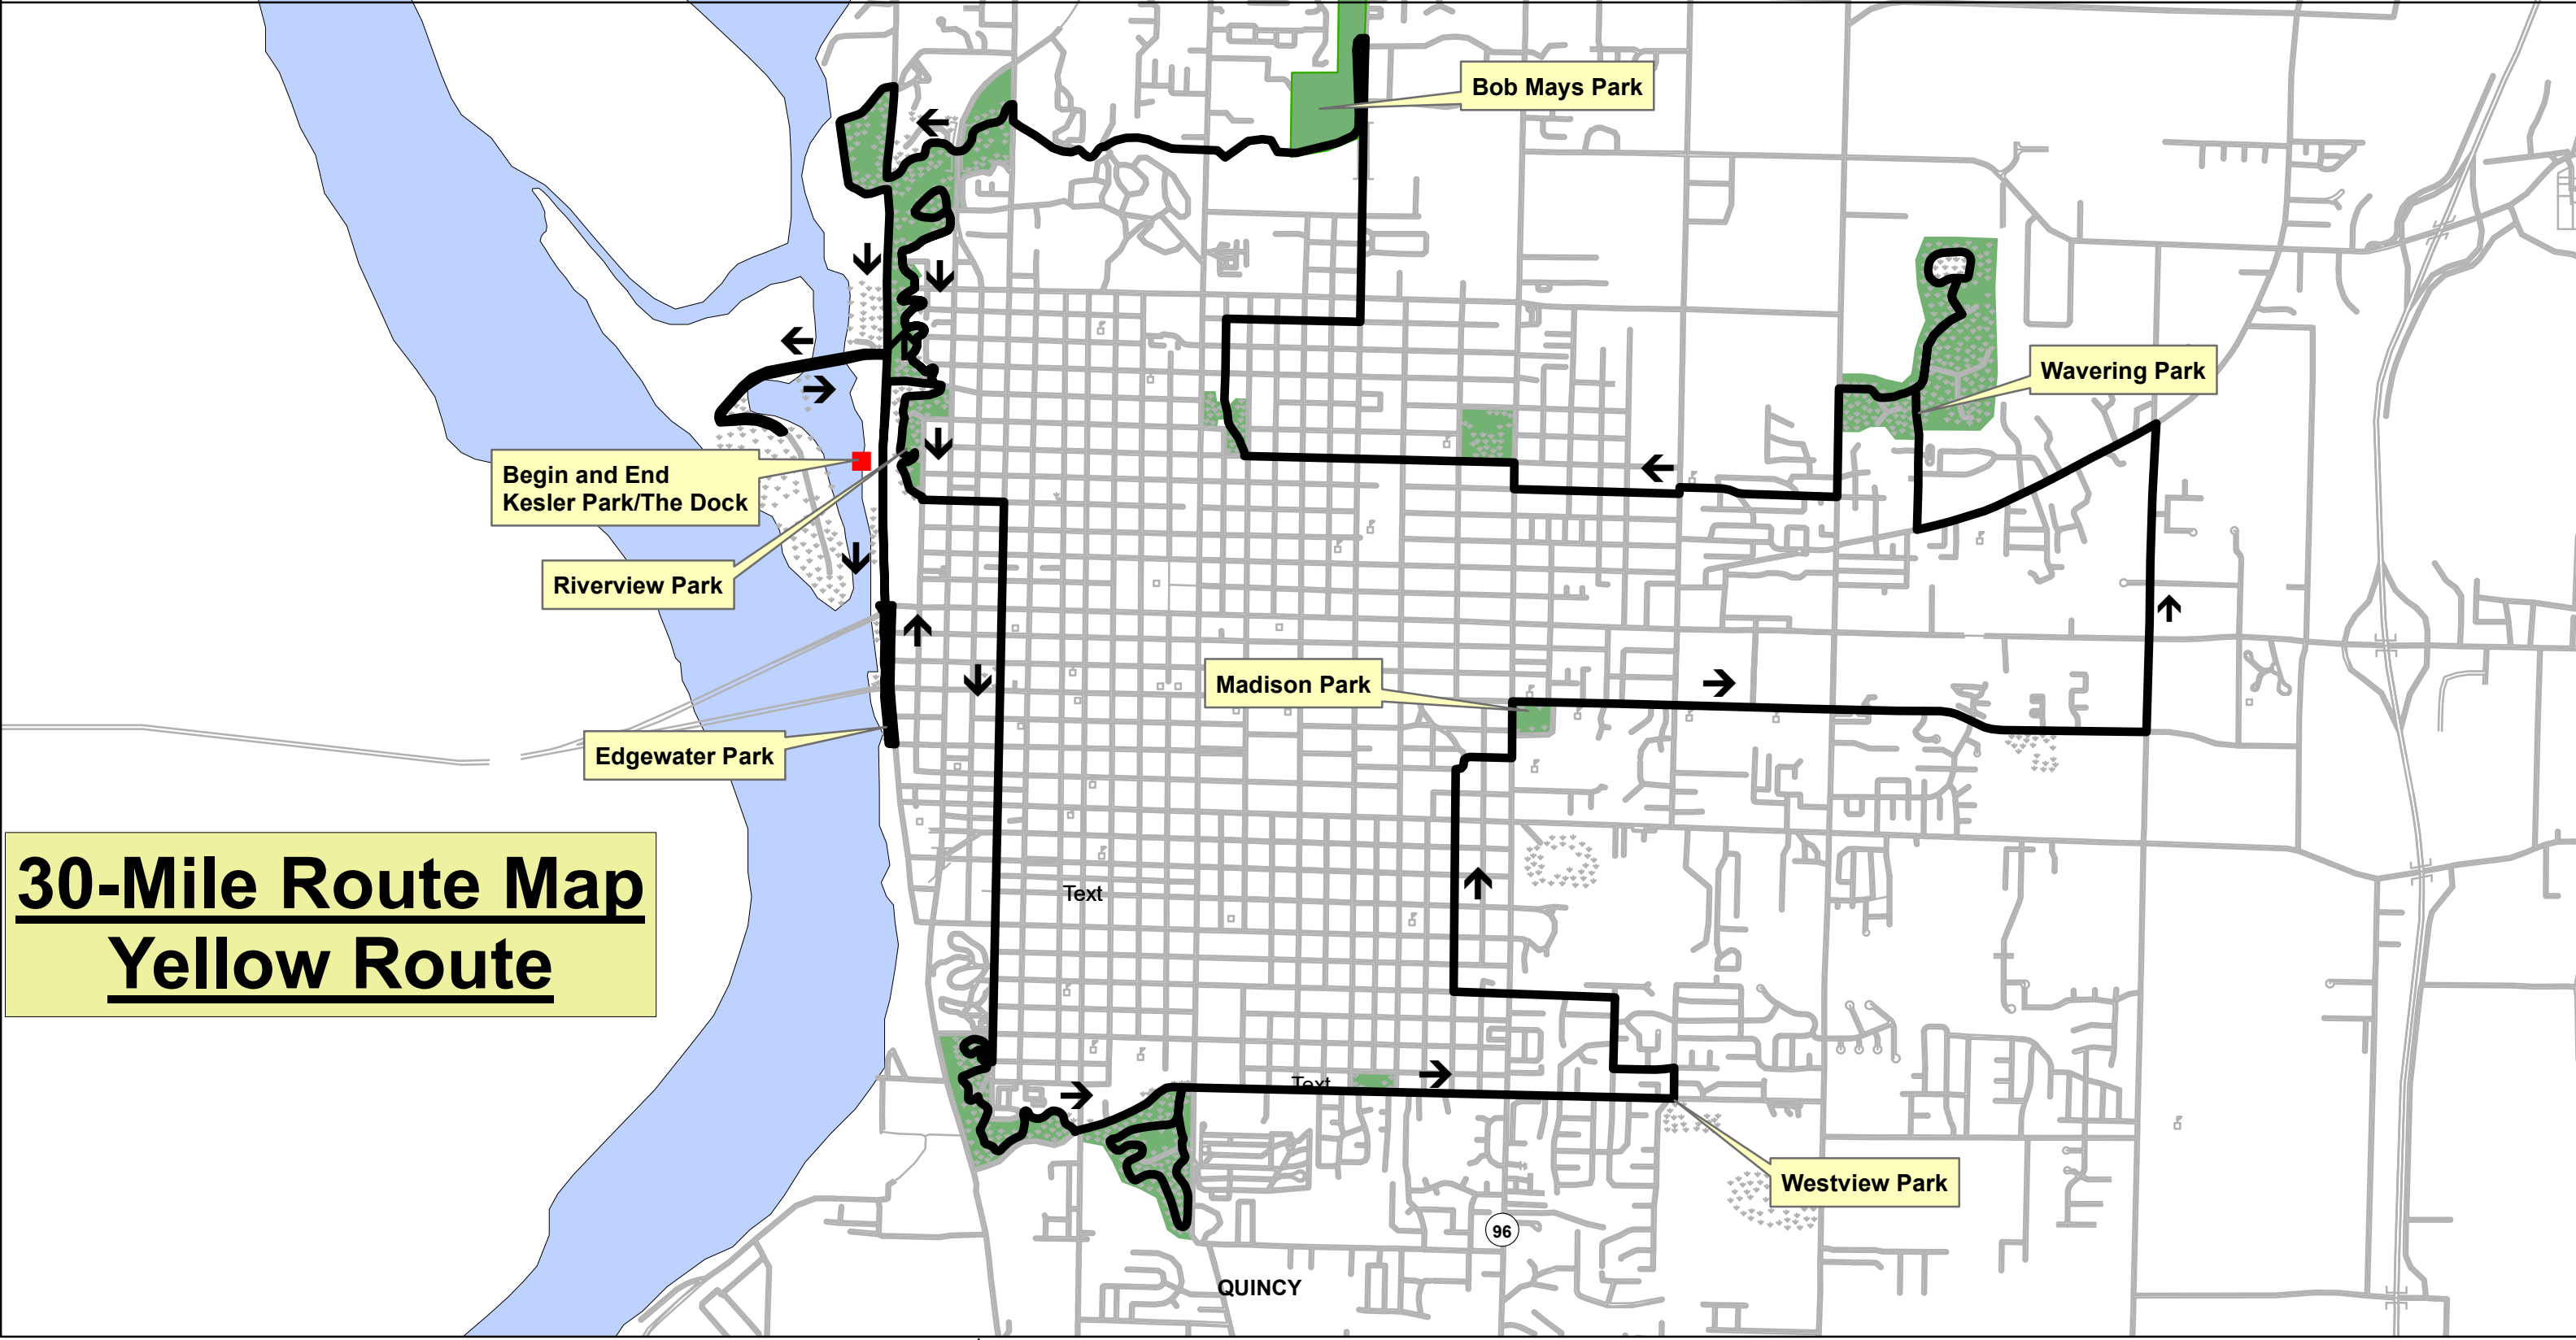 Bob Mays Park
Wavering Park
Begin and End
Kesler Park/The Dock
Riverview Park
Madison Park
Edgewater Park
30-Mile Route Map
Yellow Route
Text
Text
Westview Park
96
QUINCY